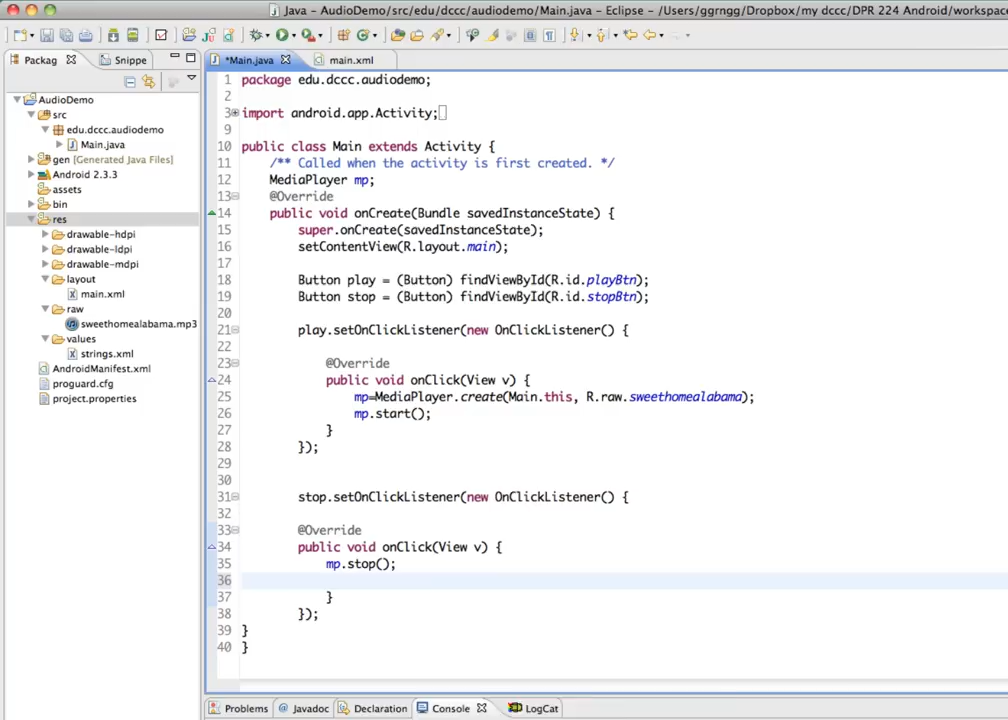 Java - AudioDemo/src/edu/dccc/audiodemo/Main.java - Eclipse - /Users/ggrngg/Dropbox/my dccc/DPR 224 Android/workspace
Packag
Snippe
AudioDemo
src
edu.dccc.audiodemo
Main.java
gen [Generated Java Files]
Android 2.3.3
assets
bin
res
drawable-hdpi
drawable-ldpi
drawable-mdpi
layout
main.xml
raw
sweethomealabama.mp3
values
strings.xml
AndroidManifest.xml
proguard.cfg
project.properties
*Main.java main.xml
1 package edu.dccc.audiodemo;
2
3 import android.app.Activity;
9
10 public class Main extends Activity {
11 /** Called when the activity is first created. */
12 MediaPlayer mp;
13 @Override
14 public void onCreate(Bundle savedInstanceState) {
15 super.onCreate(savedInstanceState);
16 setContentView(R.layout.main);
17
18 Button play = (Button) findViewById(R.id.playBtn);
19 Button stop = (Button) findViewById(R.id.stopBtn);
20
21 play.setOnClickListener(new OnClickListener() {
22
23 @Override
24 public void onClick(View v) {
25 mp=MediaPlayer.create(Main.this, R.raw.sweethomealabama);
26 mp.start();
27 }
28 });
29
30
31 stop.setOnClickListener(new OnClickListener() {
32
33 @Override
34 public void onClick(View v) {
35 mp.stop();
36
37 }
38 });
39 }
40 }
Problems @ Javadoc Declaration Console LogCat